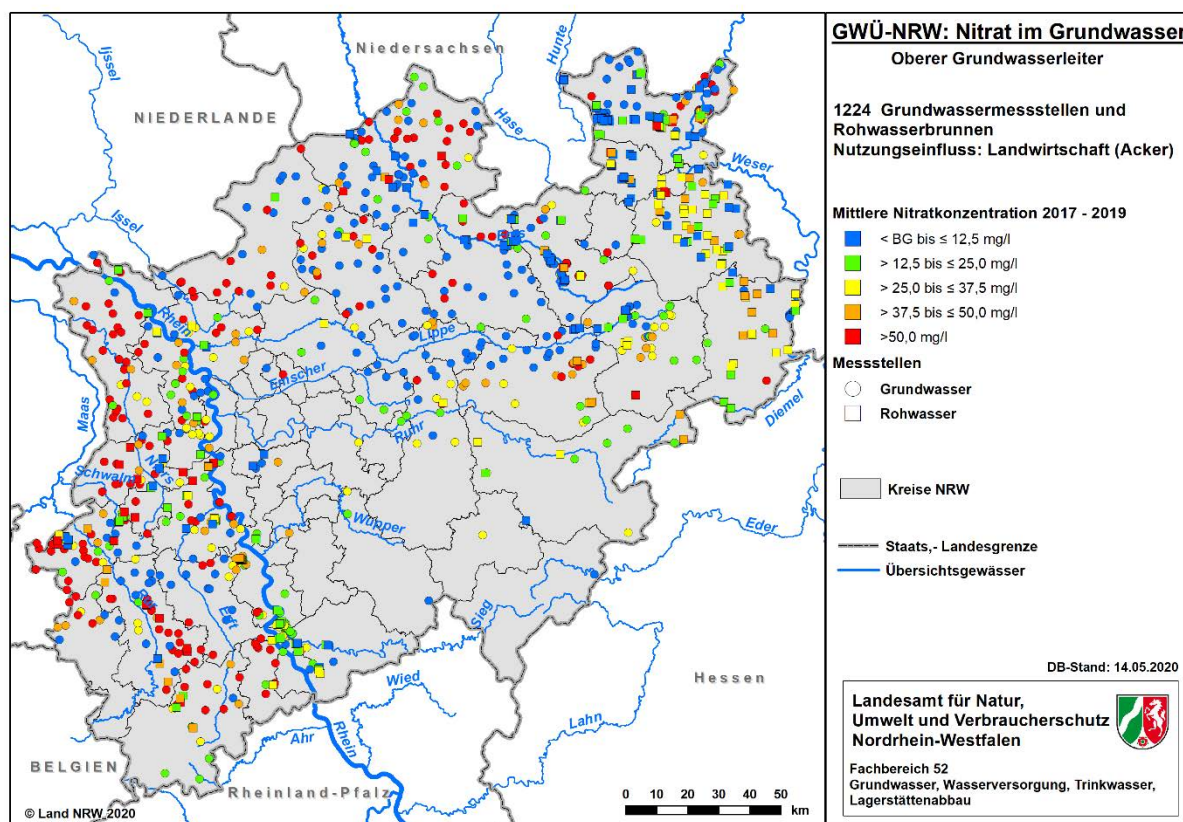 GWÜ-NRW: Nitrat im Grundwasser
Oberer Grundwasserleiter
1224 Grundwassermessstellen und
Rohwasserbrunnen
Nutzungseinfluss: Landwirtschaft (Acker)
Mittlere Nitratkonzentration 2017 - 2019
< BG bis ≤ 12,5 mg/l
> 12,5 bis ≤ 25,0 mg/l
> 25,0 bis ≤ 37,5 mg/l
> 37,5 bis ≤ 50,0 mg/l
>50,0 mg/l
Messstellen
Grundwasser
Rohwasser
Kreise NRW
Staats,- Landesgrenze
Übersichtsgewässer
DB-Stand: 14.05.2020
Landesamt für Natur,
Umwelt und Verbraucherschutz
Nordrhein-Westfalen
Fachbereich 52
Grundwasser, Wasserversorgung, Trinkwasser,
Lagerstättenabbau
Ijssel
Niedersachsen
Hunte
NIEDERLANDE
Hase
Weser
Issel
Ems
Rhein
Lippe
Emscher
Maas
Ruhr
Diemel
Schwalm
Niers
Wupper
Eder
Rur
Erft
Sieg
Hessen
Wied
Lahn
Ahr
Rhein
BELGIEN
Rheinland-Pfalz
0 10 20 30 40 50
km
© Land NRW 2020